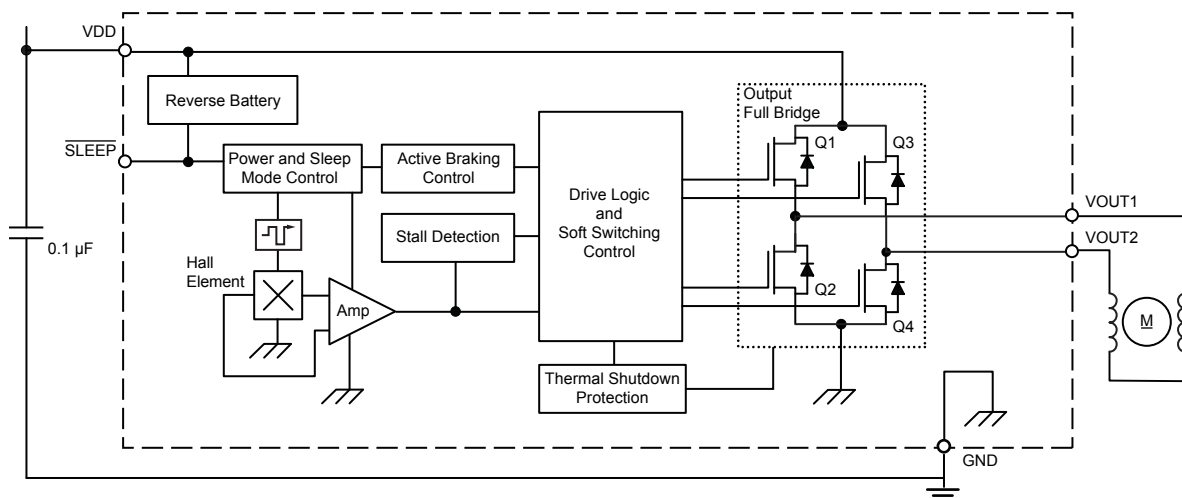 VDD
Reverse Battery
SLEEP
Power and Sleep
Mode Control
Active Braking
Control
Stall Detection
Hall
Element
Amp
0.1 µF
Drive Logic
and
Soft Switching
Control
Thermal Shutdown
Protection
Output
Full Bridge
Q1
Q3
Q2
Q4
VOUT1
VOUT2
M
GND